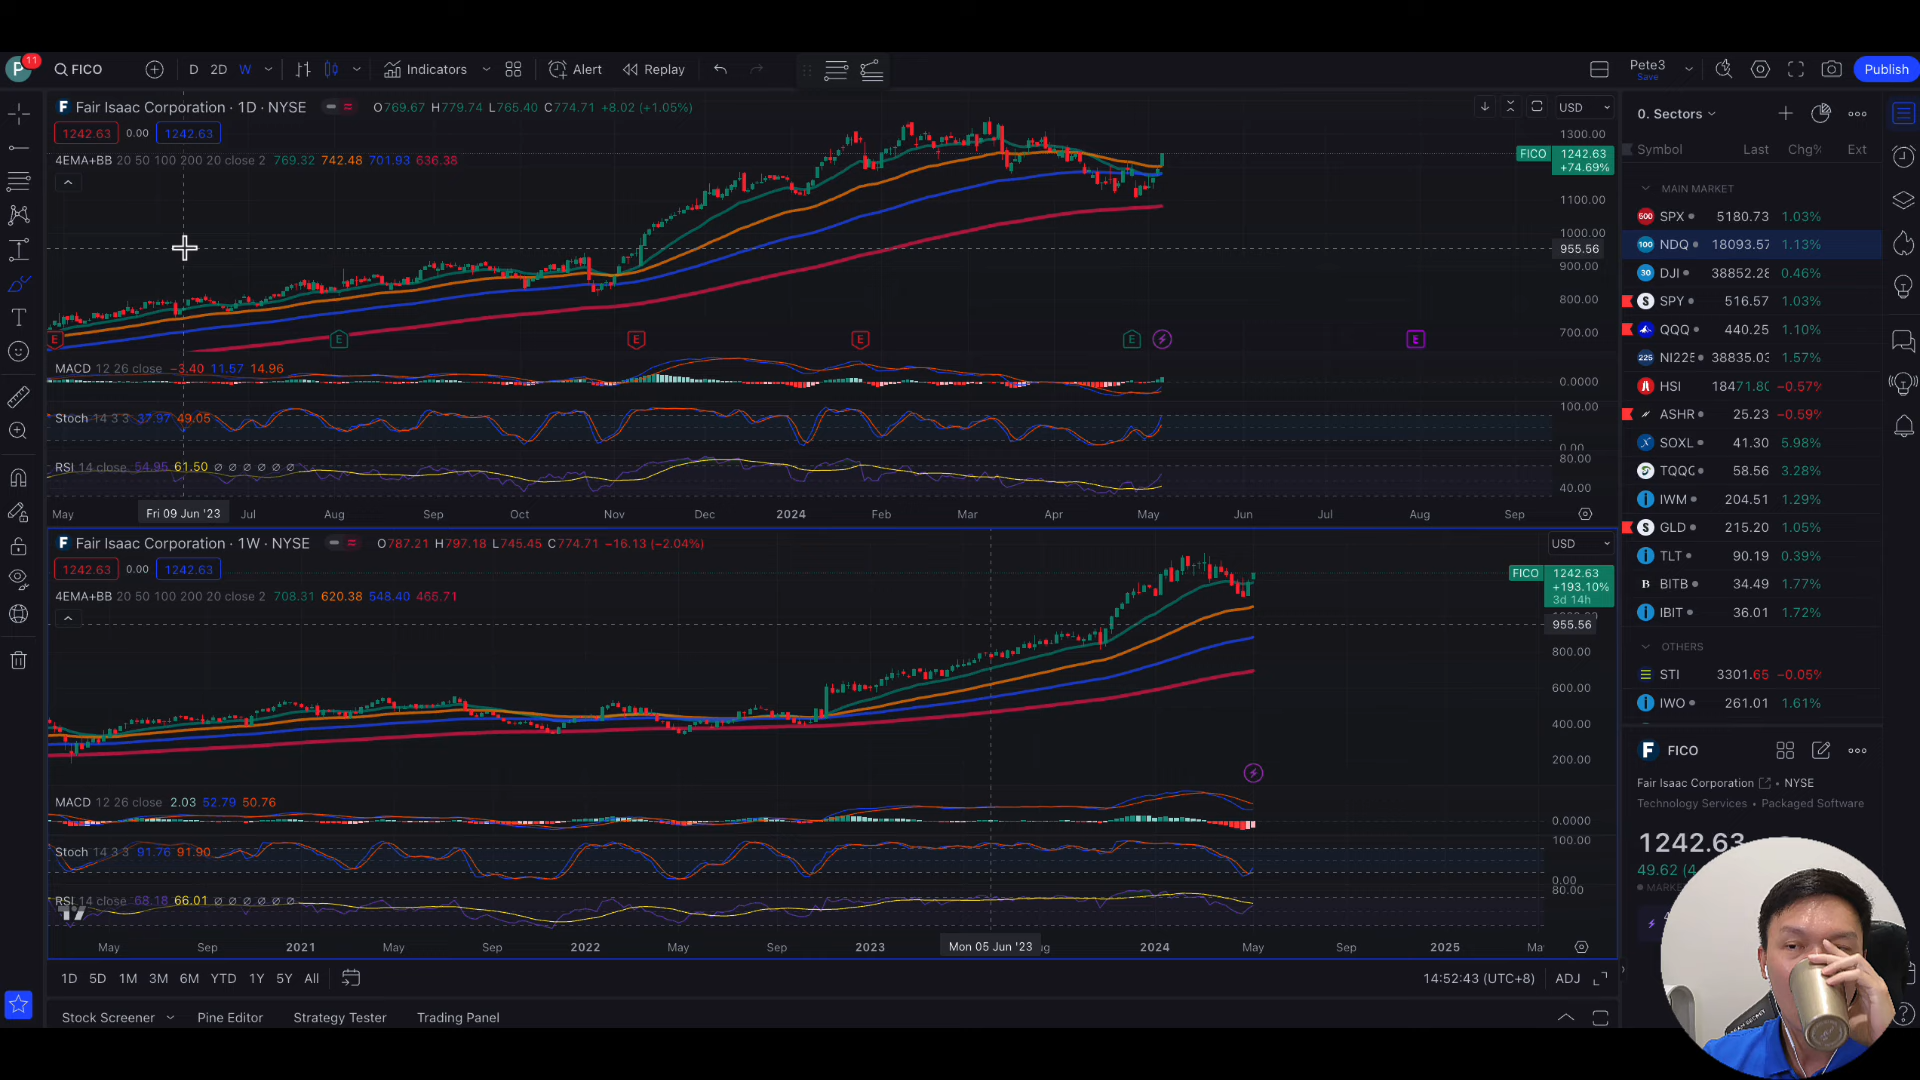 P 11 FICO D 2D W Indicators Alert Replay Pete3 Save Publish
F Fair Isaac Corporation · 1D · NYSE O769.67 H779.74 L765.40 C774.71 +8.02 (+1.05%) USD
1242.63 0.00 1242.63
4EMA+BB 20 50 100 200 20 close 2 769.32 742.48 701.93 636.38
1300.00
FICO 1242.63
+74.69%
1100.00
1000.00
955.56
900.00
800.00
700.00
E E E E E E
MACD 12 26 close −3.40 11.57 14.96
0.0000
Stoch 14 3 3 37.97 49.05
100.00
0.00
RSI 14 close 54.95 61.50 ∅ ∅ ∅ ∅ ∅ ∅
80.00
40.00
May Fri 09 Jun '23 Jul Aug Sep Oct Nov Dec 2024 Feb Mar Apr May Jun Jul Aug Sep
F Fair Isaac Corporation · 1W · NYSE O787.21 H797.18 L745.45 C774.71 −16.13 (−2.04%) USD
1242.63 0.00 1242.63
4EMA+BB 20 50 100 200 20 close 2 708.31 620.38 548.40 465.71
FICO 1242.63
+193.10%
3d 14h
955.56
800.00
600.00
400.00
200.00
MACD 12 26 close 2.03 52.79 50.76
0.0000
Stoch 14 3 3 91.76 91.90
100.00
0.00
RSI 14 close 68.18 66.01 ∅ ∅ ∅ ∅ ∅ ∅
80.00
May Sep 2021 May Sep 2022 May Sep 2023 Mon 05 Jun '23 2024 May Sep 2025
1D 5D 1M 3M 6M YTD 1Y 5Y All 14:52:43 (UTC+8) ADJ
Stock Screener Pine Editor Strategy Tester Trading Panel
0. Sectors
Symbol Last Chg% Ext
MAIN MARKET
500 SPX 5180.73 1.03%
100 NDQ 18093.57 1.13%
30 DJI 38852.28 0.46%
S SPY 516.57 1.03%
QQQ 440.25 1.10%
225 NI225 38835.03 1.57%
HSI 18471.80 −0.57%
ASHR 25.23 −0.59%
SOXL 41.30 5.98%
TQQQ 58.56 3.28%
IWM 204.51 1.29%
S GLD 215.20 1.05%
TLT 90.19 0.39%
B BITB 34.49 1.77%
IBIT 36.01 1.72%
OTHERS
STI 3301.65 −0.05%
IWO 261.01 1.61%
F FICO
Fair Isaac Corporation • NYSE
Technology Services • Packaged Software
1242.63
49.62